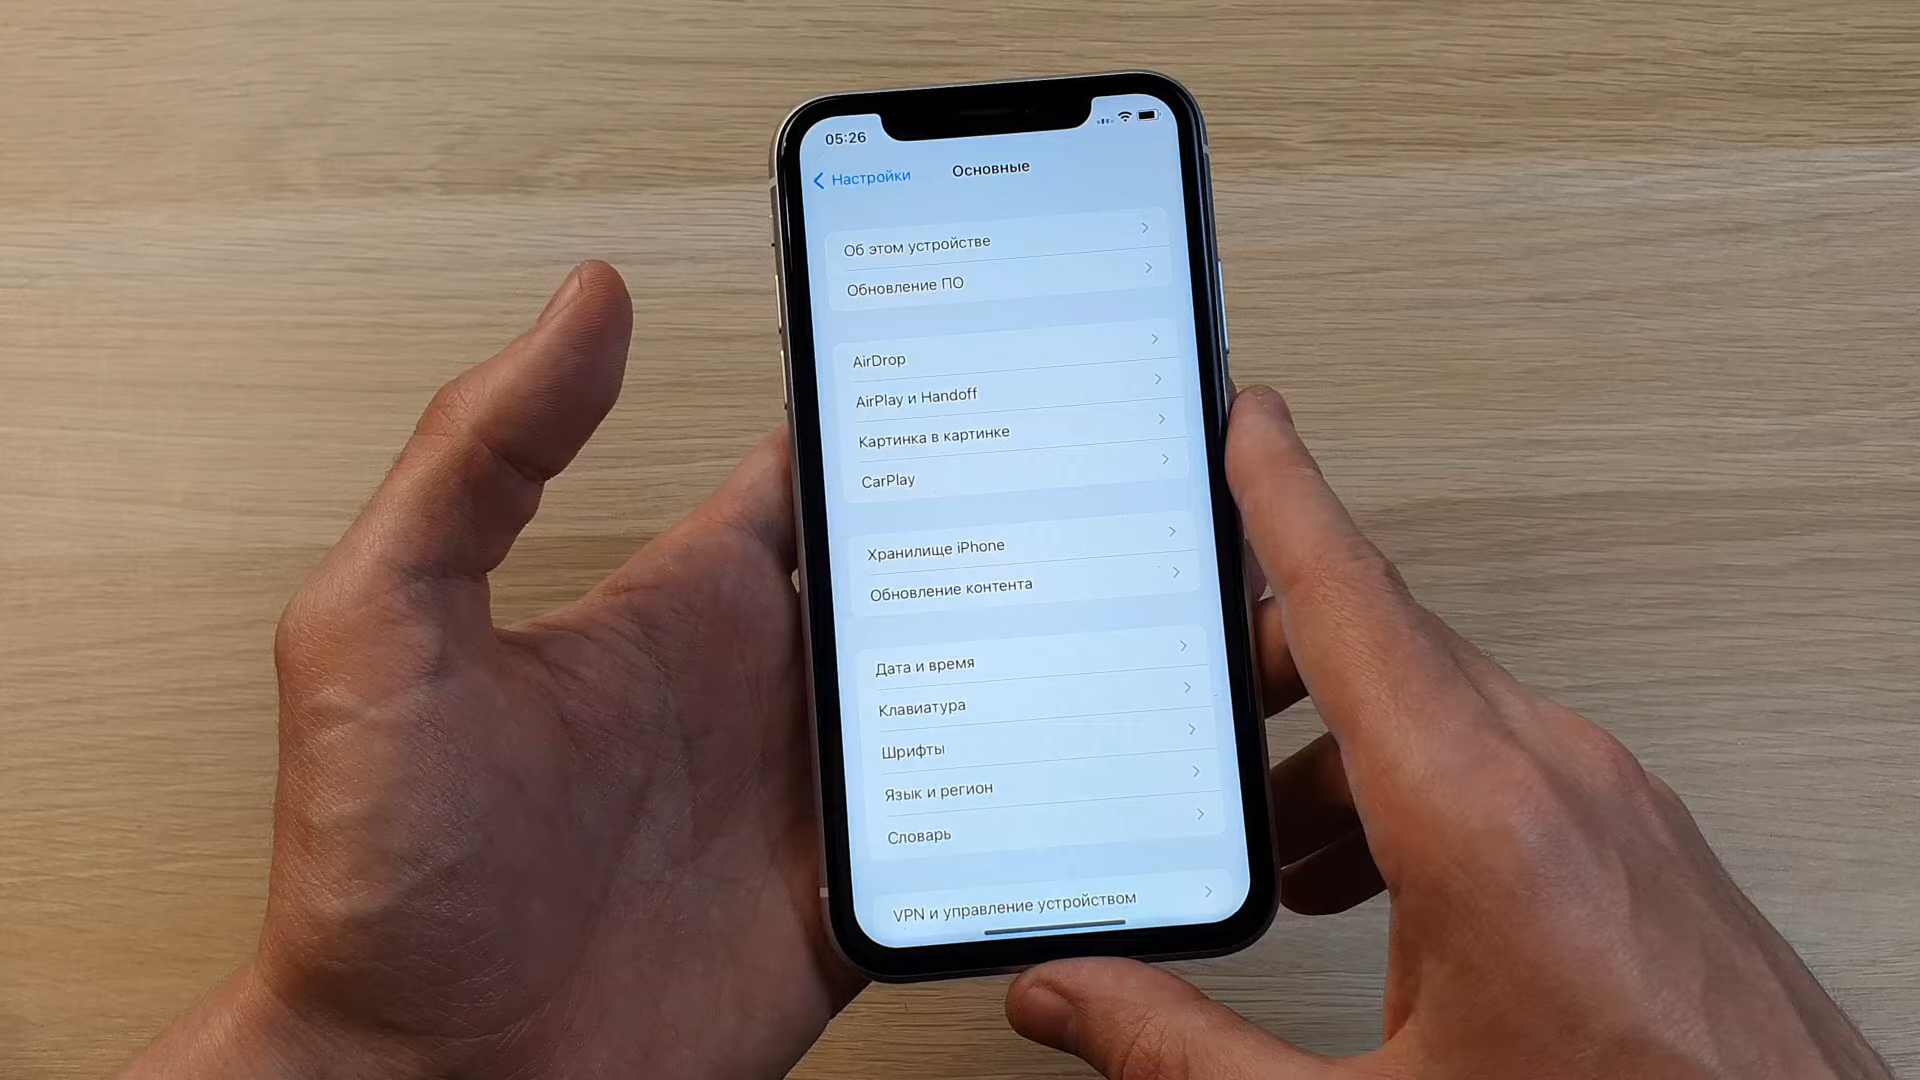 05:26
Настройки
Основные
Об этом устройстве
Обновление ПО
AirDrop
AirPlay и Handoff
Картинка в картинке
CarPlay
Хранилище iPhone
Обновление контента
Дата и время
Клавиатура
Шрифты
Язык и регион
Словарь
VPN и управление устройством